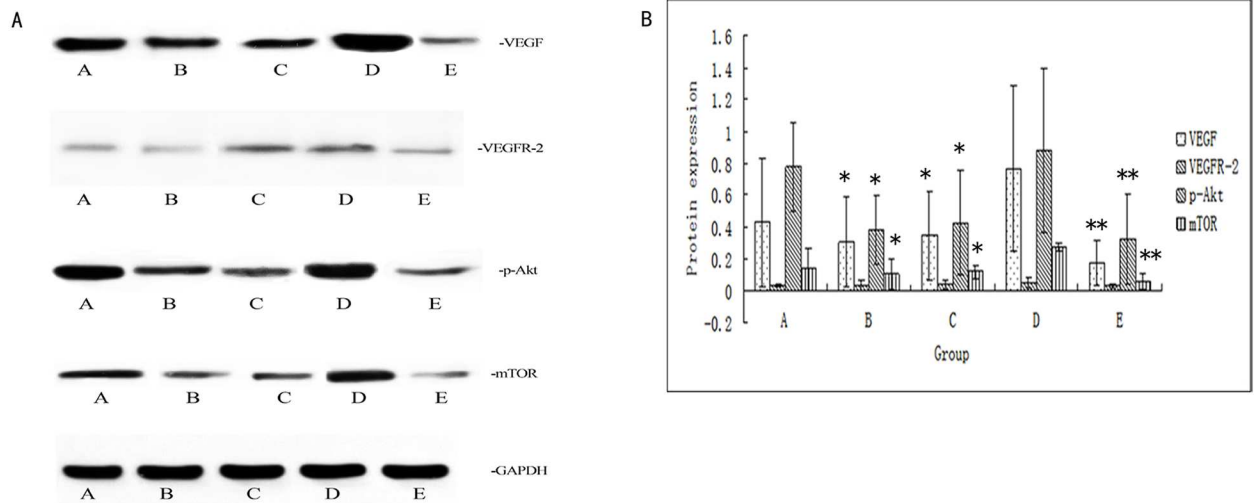 A
-VEGF
A B C D E
-VEGFR-2
A B C D E
-p-Akt
A B C D E
-mTOR
A B C D E
-GAPDH
A B C D E
B
1.6
1.4
1.2
1
0.8
0.6
0.4
0.2
0
-0.2
Protein expression
* * *
* * *
** ** **
A B C D E
Group
VEGF
VEGFR-2
p-Akt
mTOR